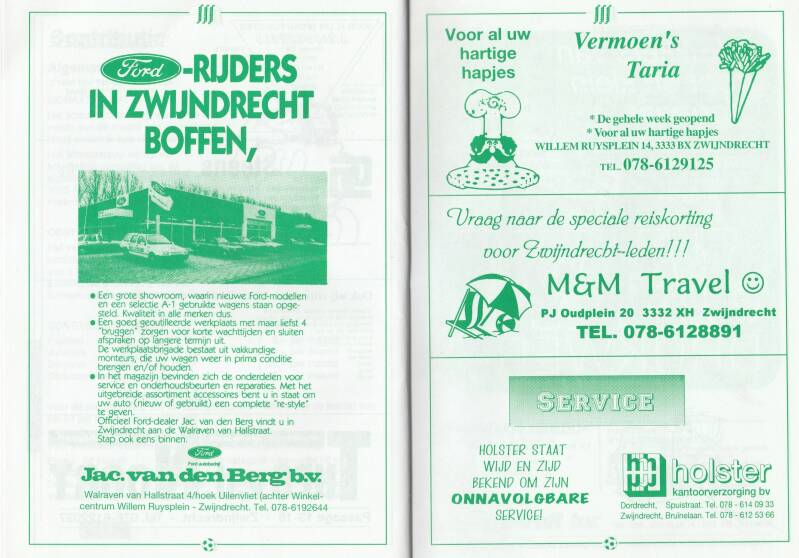 Ford-RIJDERS
IN ZWIJNDRECHT
BOFFEN,
• Een grote showroom, waarin nieuwe Ford-modellen
en een selectie A-1 gebruikte wagens staan opge-
steld. Kwaliteit in alle merken dus.
• Een goed geoutilleerde werkplaats met maar liefst 4
"bruggen" zorgen voor korte wachttijden en sluiten
afspraken op langere termijn uit.
De werkplaatsbrigade bestaat uit vakkundige
monteurs, die uw wagen weer in prima conditie
brengen en/of houden.
• In het magazijn bevinden zich de onderdelen voor
service en onderhoudsbeurten en reparaties. Met het
uitgebreide assortiment accessoires bent u in staat om
uw auto (nieuw of gebruikt) een complete "re-style"
te geven.
Officieel Ford-dealer Jac. van den Berg vindt u in
Zwijndrecht aan de Walraven van Hallstraat.
Stap ook eens binnen.
Ford
Ford autobedrijf
Jac. van den Berg b.v.
Walraven van Hallstraat 4/hoek Uilenvliet (achter Winkel-
centrum Willem Ruysplein - Zwijndrecht. Tel. 078-6192644
Voor al uw
hartige
hapjes
Vermoen's
Taria
* De gehele week geopend
* Voor al uw hartige hapjes
WILLEM RUYSPLEIN 14, 3333 BX ZWIJNDRECHT
TEL. 078-6129125
Vraag naar de speciale reiskorting
voor Zwijndrecht-leden!!!
M&M Travel ☺
PJ Oudplein 20 3332 XH Zwijndrecht
TEL. 078-6128891
SERVICE
HOLSTER STAAT
WIJD EN ZIJD
BEKEND OM ZIJN
ONNAVOLGBARE
SERVICE!
holster
kantoorverzorging bv
Dordrecht, Spuistraat. Tel. 078 - 614 09 33
Zwijndrecht, Bruinelaan. Tel. 078 - 612 53 66